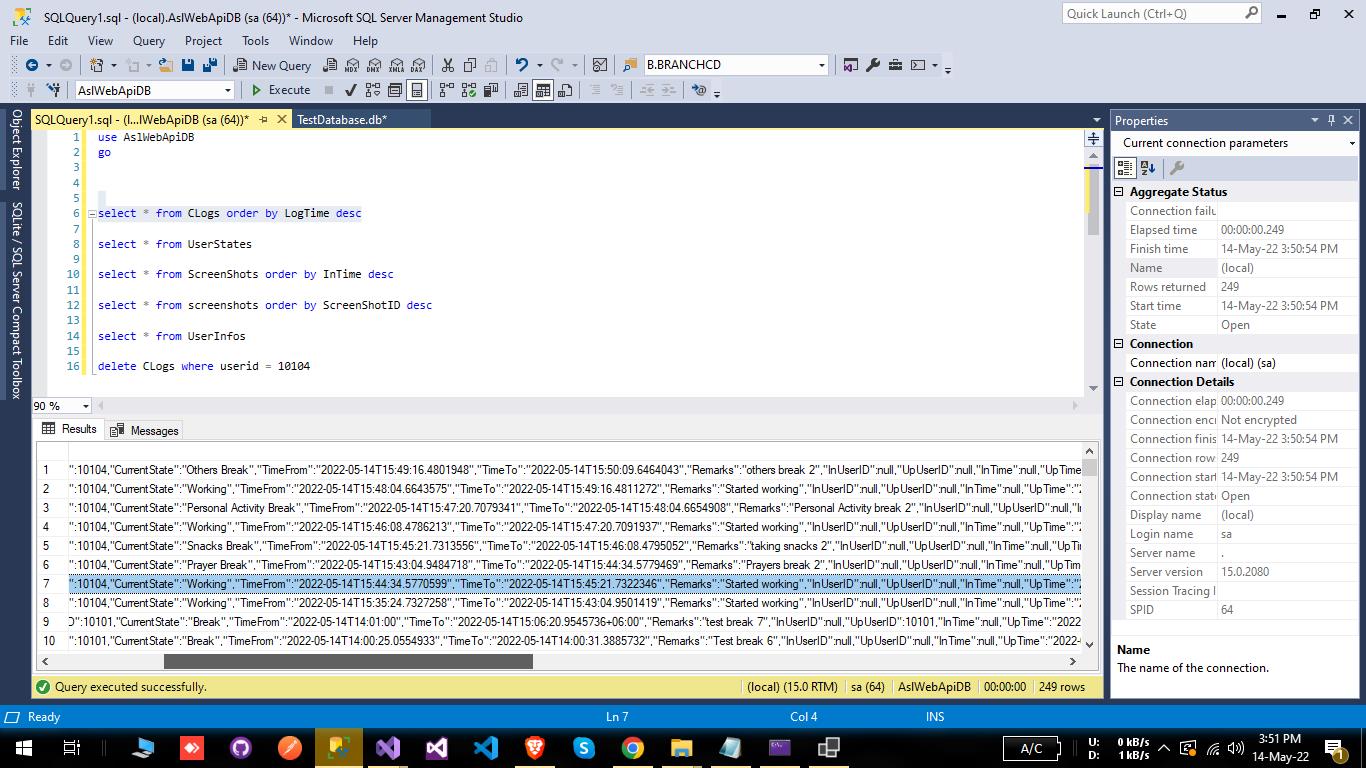 SQLQuery1.sql - (local).AslWebApiDB (sa (64))* - Microsoft SQL Server Management Studio
Quick Launch (Ctrl+Q)
File Edit View Query Project Tools Window Help
New Query MDX DMX XMLA DAX B.BRANCHCD
AslWebApiDB Execute
SQLQuery1.sql - (l...lWebApiDB (sa (64))* TestDatabase.db*
Object Explorer
SQLite / SQL Server Compact Toolbox
1 use AslWebApiDB
2 go
3
4
5
6 select * from CLogs order by LogTime desc
7
8 select * from UserStates
9
10 select * from ScreenShots order by InTime desc
11
12 select * from screenshots order by ScreenShotID desc
13
14 select * from UserInfos
15
16 delete CLogs where userid = 10104
90 %
Results Messages
1 ":10104,"CurrentState":"Others Break","TimeFrom":"2022-05-14T15:49:16.4801948","TimeTo":"2022-05-14T15:50:09.6464043","Remarks":"others break 2","InUserID":null,"UpUserID":null,"InTime":null,"UpTime
2 ":10104,"CurrentState":"Working","TimeFrom":"2022-05-14T15:48:04.6643575","TimeTo":"2022-05-14T15:49:16.4811272","Remarks":"Started working","InUserID":null,"UpUserID":null,"InTime":null,"UpTime":"2
3 ":10104,"CurrentState":"Personal Activity Break","TimeFrom":"2022-05-14T15:47:20.7079341","TimeTo":"2022-05-14T15:48:04.6654908","Remarks":"Personal Activity break 2","InUserID":null,"UpUserID":null,"In
4 ":10104,"CurrentState":"Working","TimeFrom":"2022-05-14T15:46:08.4786213","TimeTo":"2022-05-14T15:47:20.7091937","Remarks":"Started working","InUserID":null,"UpUserID":null,"InTime":null,"UpTime":"2
5 ":10104,"CurrentState":"Snacks Break","TimeFrom":"2022-05-14T15:45:21.7313556","TimeTo":"2022-05-14T15:46:08.4795052","Remarks":"taking snacks 2","InUserID":null,"UpUserID":null,"InTime":null,"UpTi
6 ":10104,"CurrentState":"Prayer Break","TimeFrom":"2022-05-14T15:43:04.9484718","TimeTo":"2022-05-14T15:44:34.5779469","Remarks":"Prayers break 2","InUserID":null,"UpUserID":null,"InTime":null,"UpTim
7 ":10104,"CurrentState":"Working","TimeFrom":"2022-05-14T15:44:34.5770599","TimeTo":"2022-05-14T15:45:21.7322346","Remarks":"Started working","InUserID":null,"UpUserID":null,"InTime":null,"UpTime":"2
8 ":10104,"CurrentState":"Working","TimeFrom":"2022-05-14T15:35:24.7327258","TimeTo":"2022-05-14T15:43:04.9501419","Remarks":"Started working","InUserID":null,"UpUserID":null,"InTime":null,"UpTime":"2
9 D":10101,"CurrentState":"Break","TimeFrom":"2022-05-14T14:01:00","TimeTo":"2022-05-14T15:06:20.9545736+06:00","Remarks":"test break 7","InUserID":null,"UpUserID":10101,"InTime":null,"UpTime":"2022
10 ":10101,"CurrentState":"Break","TimeFrom":"2022-05-14T14:00:25.0554933","TimeTo":"2022-05-14T14:00:31.3885732","Remarks":"Test break 6","InUserID":null,"UpUserID":null,"InTime":null,"UpTime":"2022-0
Query executed successfully. (local) (15.0 RTM) sa (64) AslWebApiDB 00:00:00 249 rows
Properties
Current connection parameters
Aggregate Status
Connection failu
Elapsed time 00:00:00.249
Finish time 14-May-22 3:50:54 PM
Name (local)
Rows returned 249
Start time 14-May-22 3:50:54 PM
State Open
Connection
Connection nam (local) (sa)
Connection Details
Connection elap 00:00:00.249
Connection encr Not encrypted
Connection finis 14-May-22 3:50:54 PM
Connection row 249
Connection start 14-May-22 3:50:54 PM
Connection state Open
Display name (local)
Login name sa
Server name .
Server version 15.0.2080
Session Tracing I
SPID 64
Name
The name of the connection.
Ready Ln 7 Col 4 INS
A/C
U: 0 kB/s
D: 1 kB/s
3:51 PM
14-May-22
1